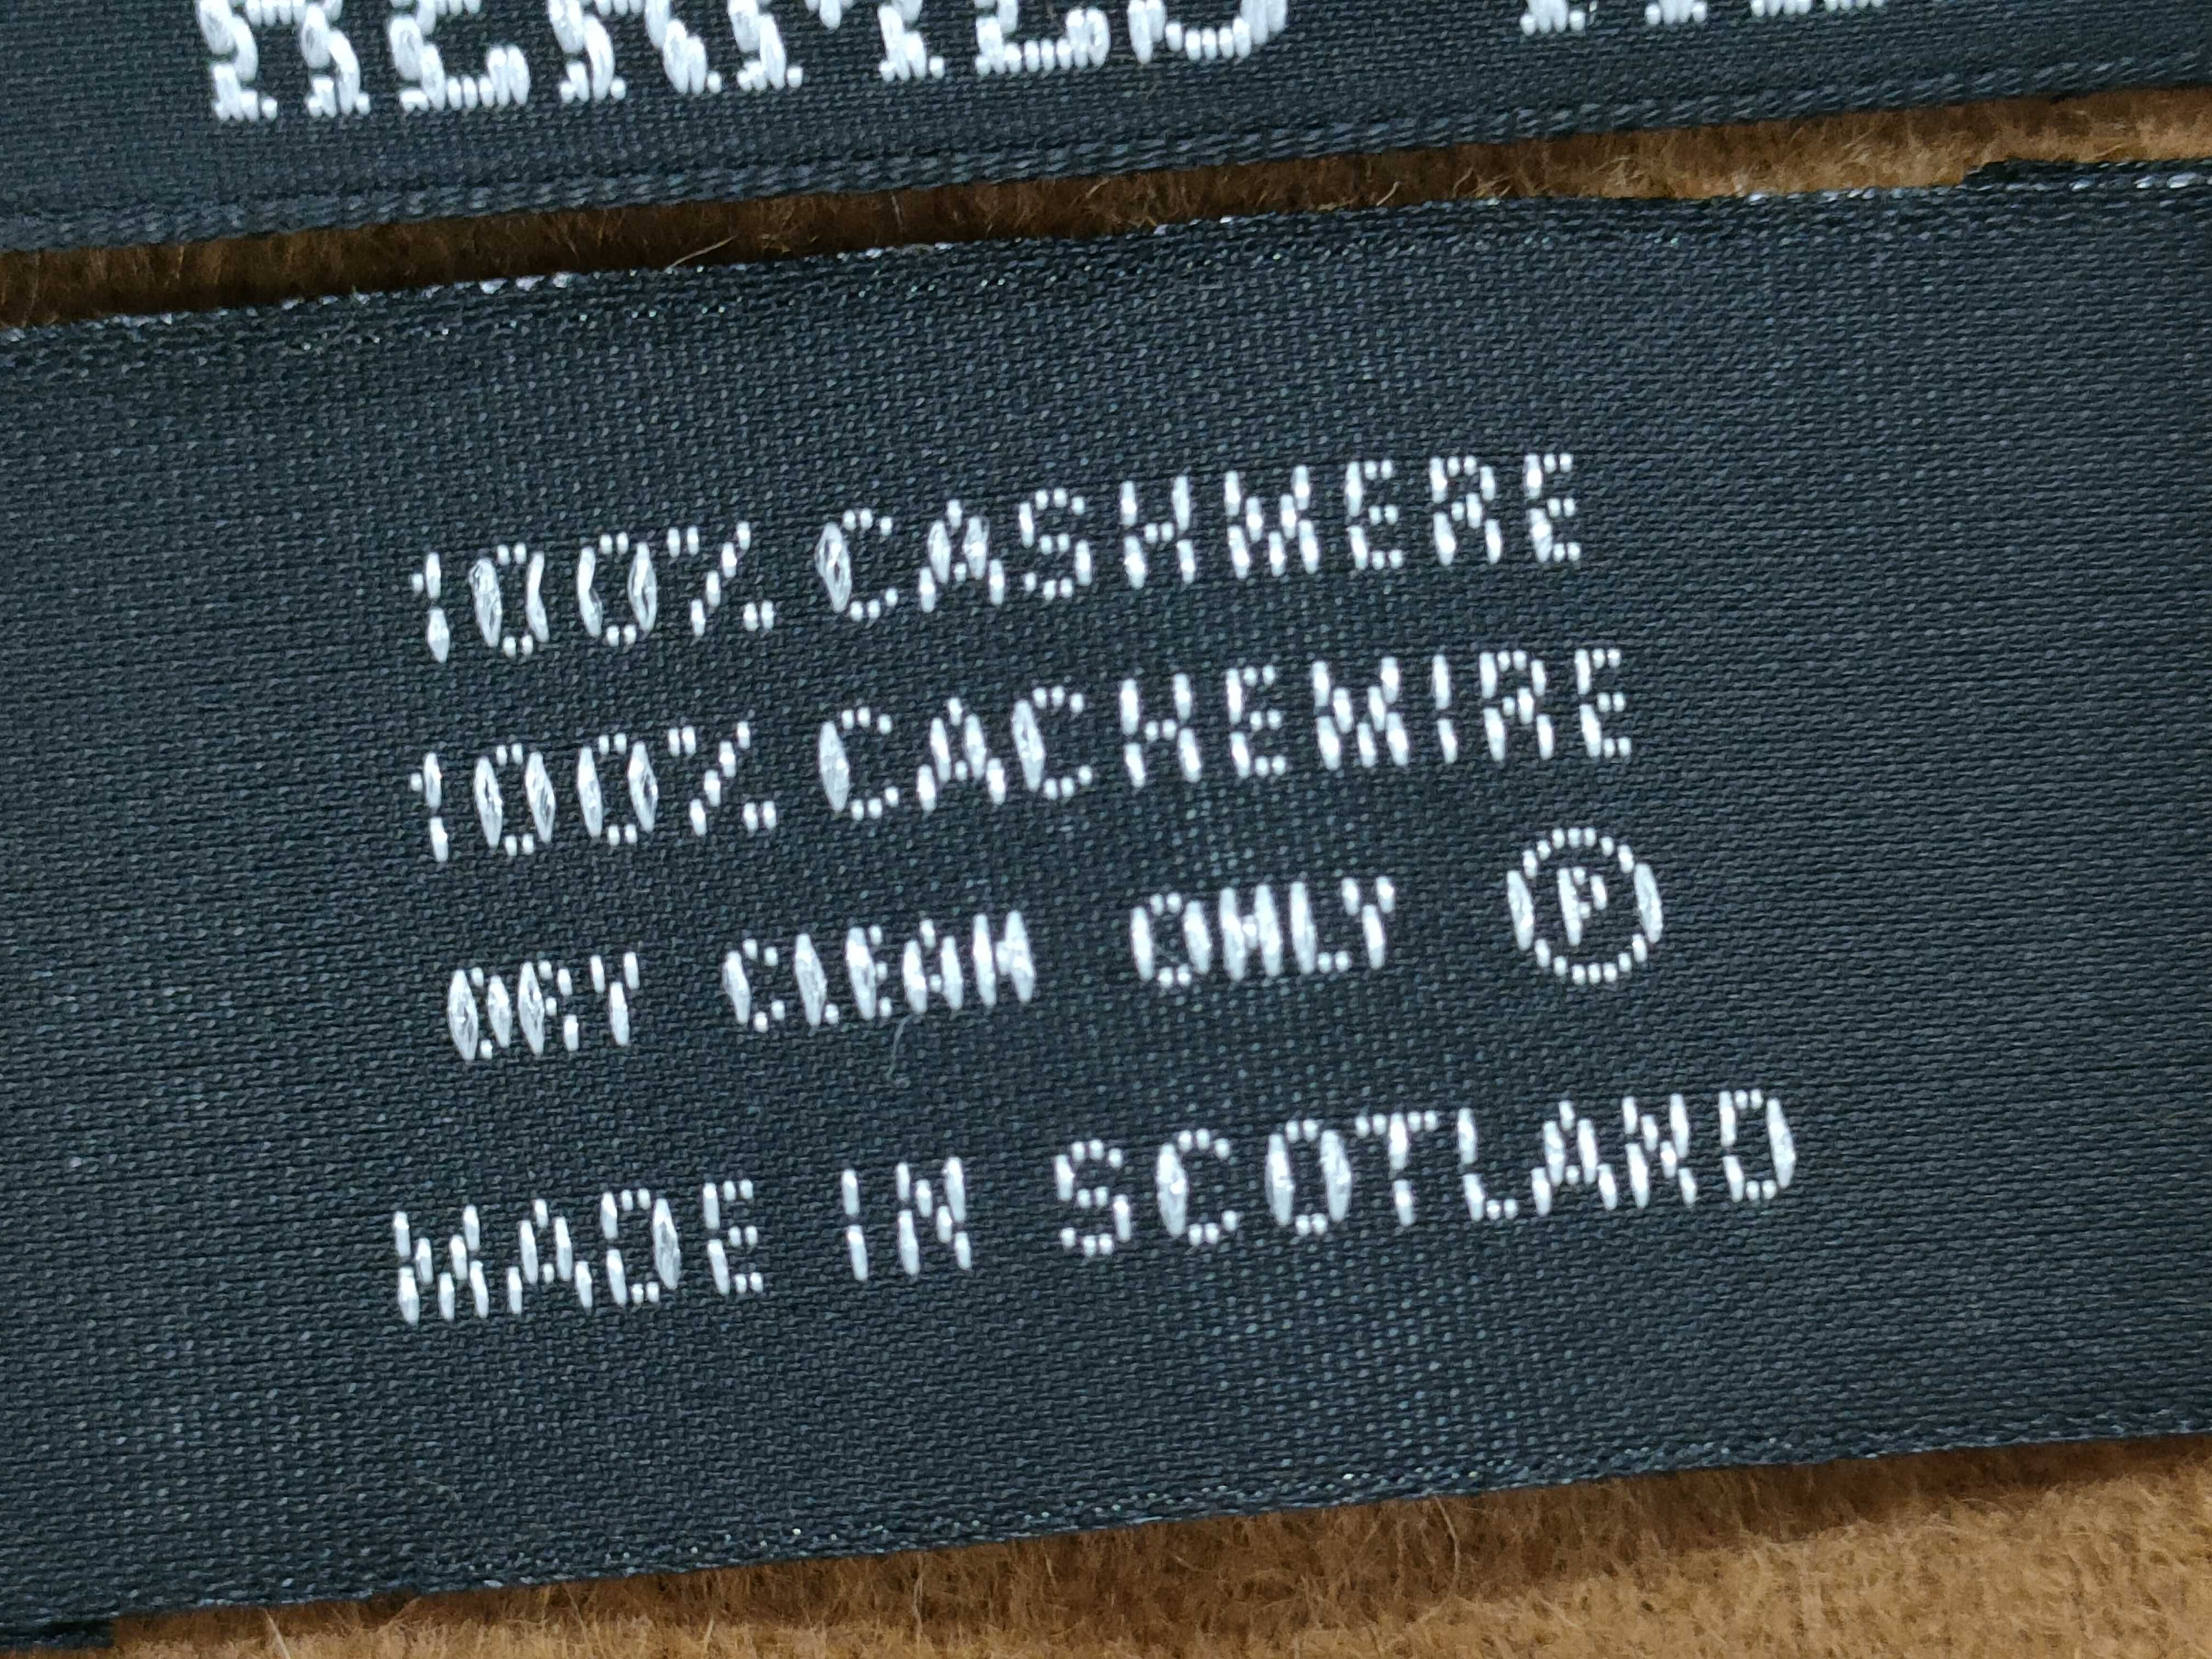 100% CASHMERE
100% CACHEMIRE
DRY CLEAN ONLY Ⓟ
MADE IN SCOTLAND